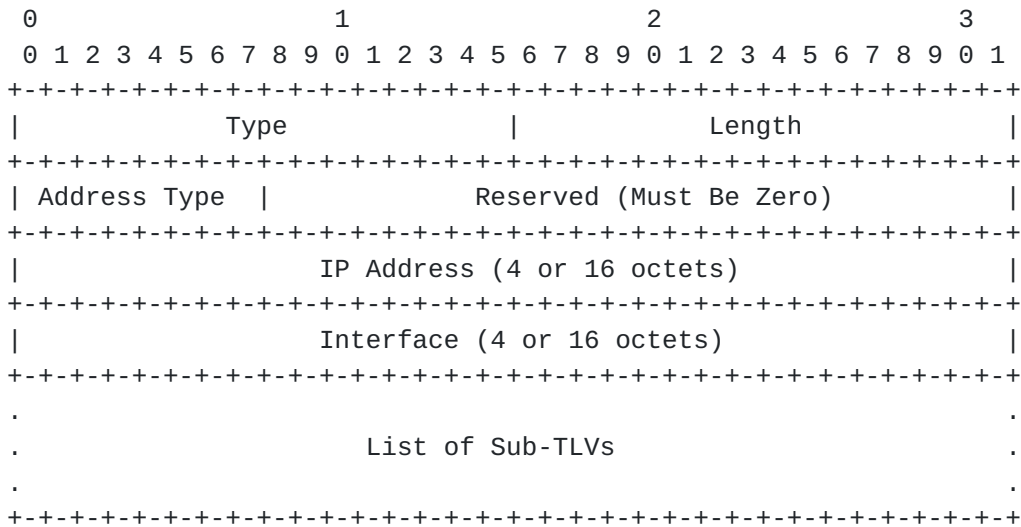 0                   1                   2                   3
 0 1 2 3 4 5 6 7 8 9 0 1 2 3 4 5 6 7 8 9 0 1 2 3 4 5 6 7 8 9 0 1
+-+-+-+-+-+-+-+-+-+-+-+-+-+-+-+-+-+-+-+-+-+-+-+-+-+-+-+-+-+-+-+-+
|             Type              |            Length             |
+-+-+-+-+-+-+-+-+-+-+-+-+-+-+-+-+-+-+-+-+-+-+-+-+-+-+-+-+-+-+-+-+
| Address Type  |             Reserved (Must Be Zero)           |
+-+-+-+-+-+-+-+-+-+-+-+-+-+-+-+-+-+-+-+-+-+-+-+-+-+-+-+-+-+-+-+-+
|                   IP Address (4 or 16 octets)                 |
+-+-+-+-+-+-+-+-+-+-+-+-+-+-+-+-+-+-+-+-+-+-+-+-+-+-+-+-+-+-+-+-+
|                   Interface (4 or 16 octets)                  |
+-+-+-+-+-+-+-+-+-+-+-+-+-+-+-+-+-+-+-+-+-+-+-+-+-+-+-+-+-+-+-+-+
.                                                               .
.                      List of Sub-TLVs                         .
.                                                               .
+-+-+-+-+-+-+-+-+-+-+-+-+-+-+-+-+-+-+-+-+-+-+-+-+-+-+-+-+-+-+-+-+